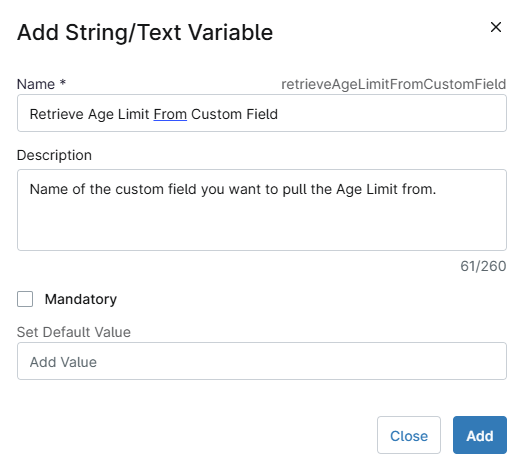 Add String/Text Variable
Name * retrieveAgeLimitFromCustomField
Retrieve Age Limit From Custom Field
Description
Name of the custom field you want to pull the Age Limit from.
61/260
Mandatory
Set Default Value
Add Value
Close Add